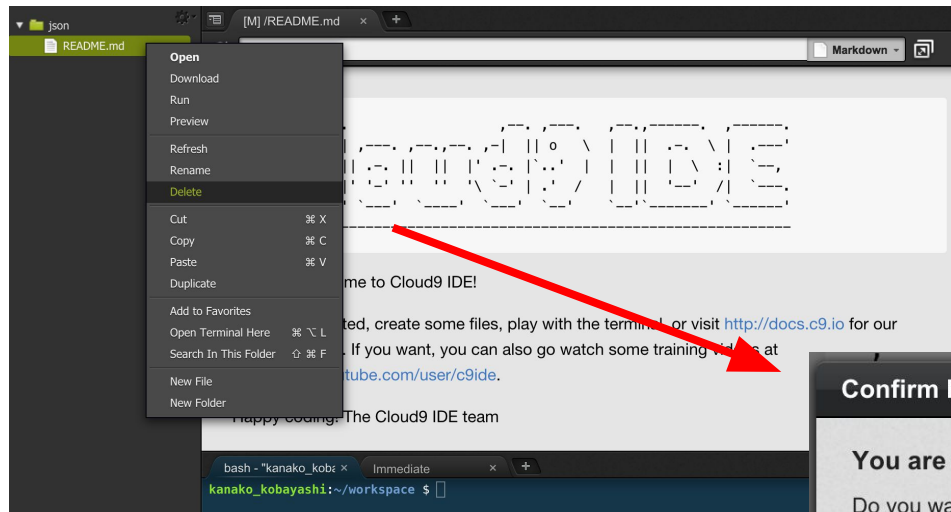 json
[M] /README.md × +
README.md
Markdown
Open
Download
Run
Preview
Refresh
Rename
Delete
Cut ⌘ X
Copy ⌘ C
Paste ⌘ V
Duplicate
Add to Favorites
Open Terminal Here ⌘ ⌥ L
Search In This Folder ⇧ ⌘ F
New File
New Folder
Cloud9 IDE
me to Cloud9 IDE!
ted, create some files, play with the terminal, or visit http://docs.c9.io for our
. If you want, you can also go watch some training videos at
tube.com/user/c9ide.
Happy coding! The Cloud9 IDE team
bash - "kanako_koba × Immediate × +
kanako_kobayashi:~/workspace $
Confirm
You are
Do you wa